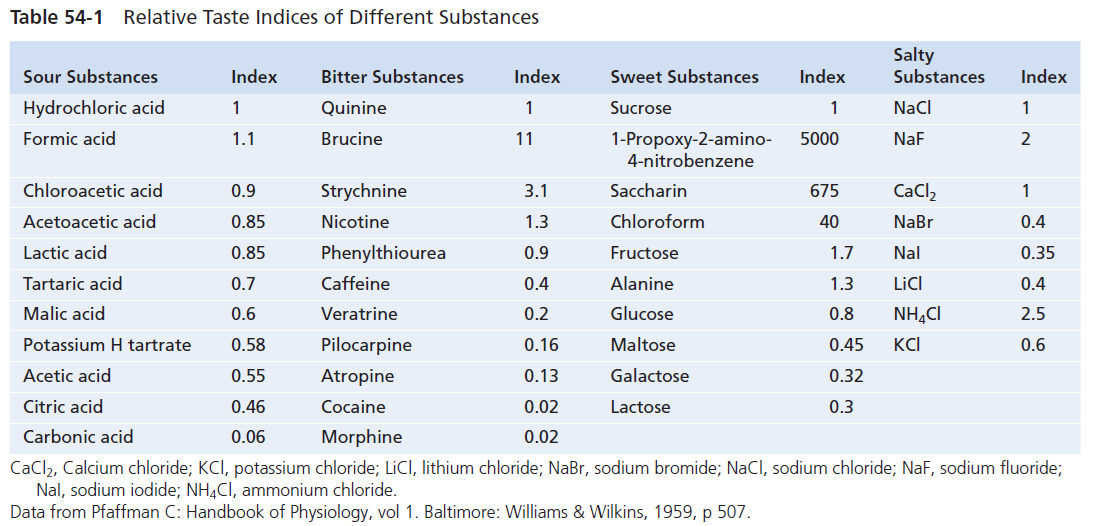 Table 54-1 Relative Taste Indices of Different Substances
Salty
Sour Substances Index Bitter Substances Index Sweet Substances Index Substances Index
Hydrochloric acid 1 Quinine 1 Sucrose 1 NaCl 1
Formic acid 1.1 Brucine 11 1-Propoxy-2-amino- 5000 NaF 2
4-nitrobenzene
Chloroacetic acid 0.9 Strychnine 3.1 Saccharin 675 CaCl₂ 1
Acetoacetic acid 0.85 Nicotine 1.3 Chloroform 40 NaBr 0.4
Lactic acid 0.85 Phenylthiourea 0.9 Fructose 1.7 NaI 0.35
Tartaric acid 0.7 Caffeine 0.4 Alanine 1.3 LiCl 0.4
Malic acid 0.6 Veratrine 0.2 Glucose 0.8 NH₄Cl 2.5
Potassium H tartrate 0.58 Pilocarpine 0.16 Maltose 0.45 KCl 0.6
Acetic acid 0.55 Atropine 0.13 Galactose 0.32
Citric acid 0.46 Cocaine 0.02 Lactose 0.3
Carbonic acid 0.06 Morphine 0.02
CaCl₂, Calcium chloride; KCl, potassium chloride; LiCl, lithium chloride; NaBr, sodium bromide; NaCl, sodium chloride; NaF, sodium fluoride;
NaI, sodium iodide; NH₄Cl, ammonium chloride.
Data from Pfaffman C: Handbook of Physiology, vol 1. Baltimore: Williams & Wilkins, 1959, p 507.